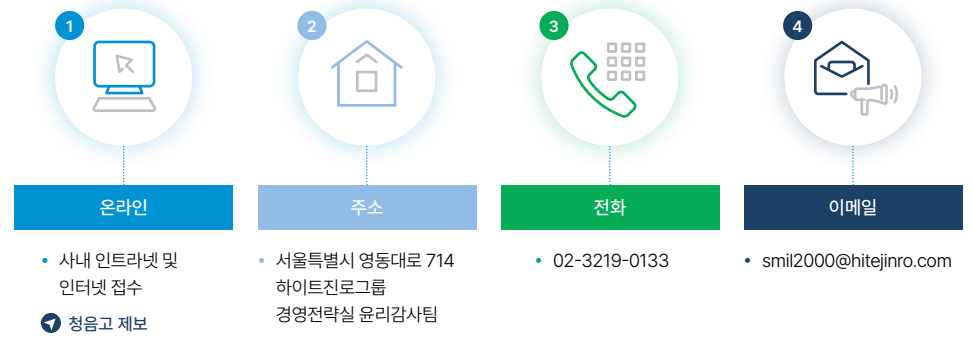 1
온라인
• 사내 인트라넷 및
인터넷 접수
청음고 제보
2
주소
• 서울특별시 영동대로 714
하이트진로그룹
경영전략실 윤리감사팀
3
전화
• 02-3219-0133
4
이메일
• smil2000@hitejinro.com